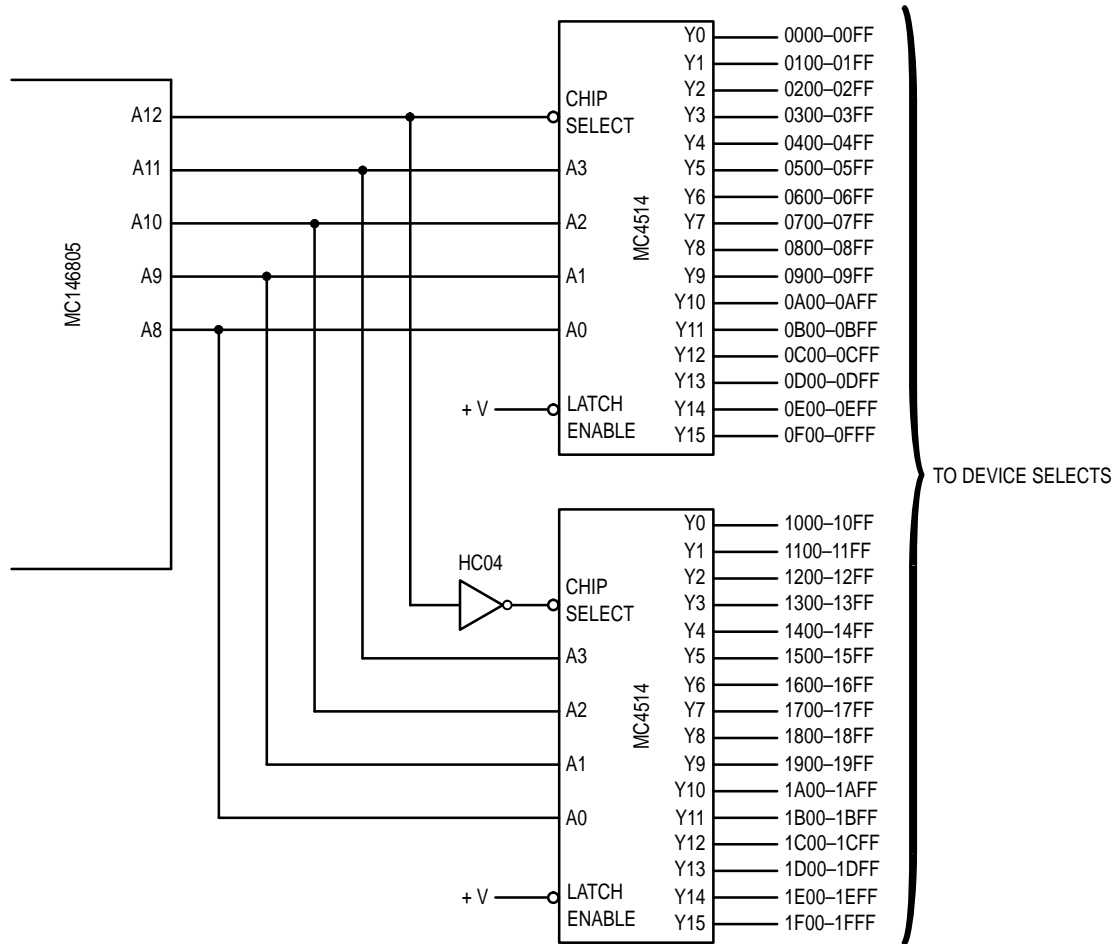 MC146805
A12
A11
A10
A9
A8
CHIP
SELECT
A3
A2
A1
A0
+ V
LATCH
ENABLE
MC4514
Y0
Y1
Y2
Y3
Y4
Y5
Y6
Y7
Y8
Y9
Y10
Y11
Y12
Y13
Y14
Y15
0000–00FF
0100–01FF
0200–02FF
0300–03FF
0400–04FF
0500–05FF
0600–06FF
0700–07FF
0800–08FF
0900–09FF
0A00–0AFF
0B00–0BFF
0C00–0CFF
0D00–0DFF
0E00–0EFF
0F00–0FFF
TO DEVICE SELECTS
HC04
CHIP
SELECT
A3
A2
A1
A0
+ V
LATCH
ENABLE
MC4514
Y0
Y1
Y2
Y3
Y4
Y5
Y6
Y7
Y8
Y9
Y10
Y11
Y12
Y13
Y14
Y15
1000–10FF
1100–11FF
1200–12FF
1300–13FF
1400–14FF
1500–15FF
1600–16FF
1700–17FF
1800–18FF
1900–19FF
1A00–1AFF
1B00–1BFF
1C00–1CFF
1D00–1DFF
1E00–1EFF
1F00–1FFF